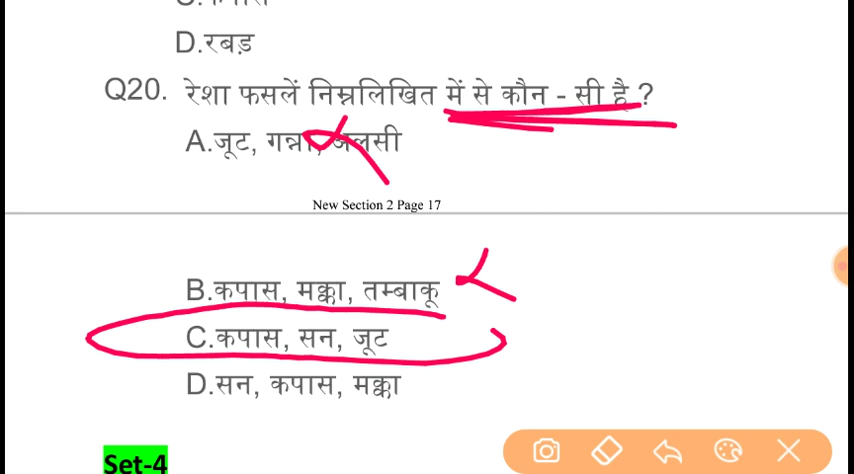 D.रबड़
Q20. रेशा फसलें निम्नलिखित में से कौन - सी है ?
A.जूट, गन्ना, अलसी
New Section 2 Page 17
B.कपास, मक्का, तम्बाकू
C.कपास, सन, जूट
D.सन, कपास, मक्का
Set-4